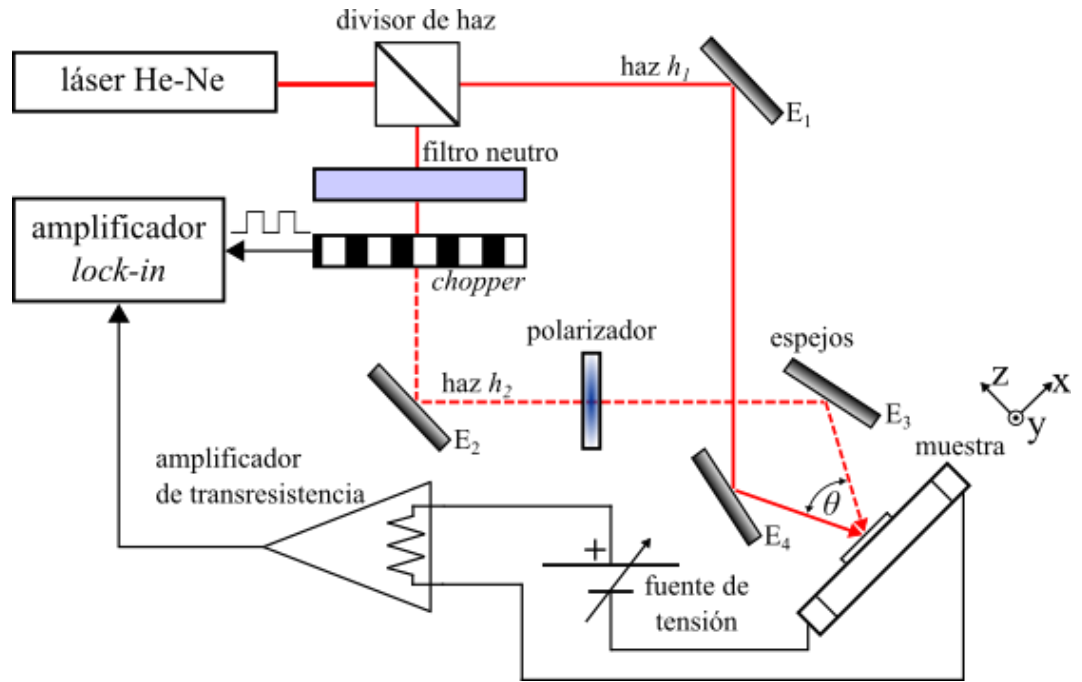 divisor de haz
láser He-Ne
haz h₁
E₁
filtro neutro
amplificador
lock-in
chopper
polarizador
espejos
haz h₂
E₂
E₃
z
x
y
muestra
amplificador
de transresistencia
θ
E₄
+
fuente de
tensión